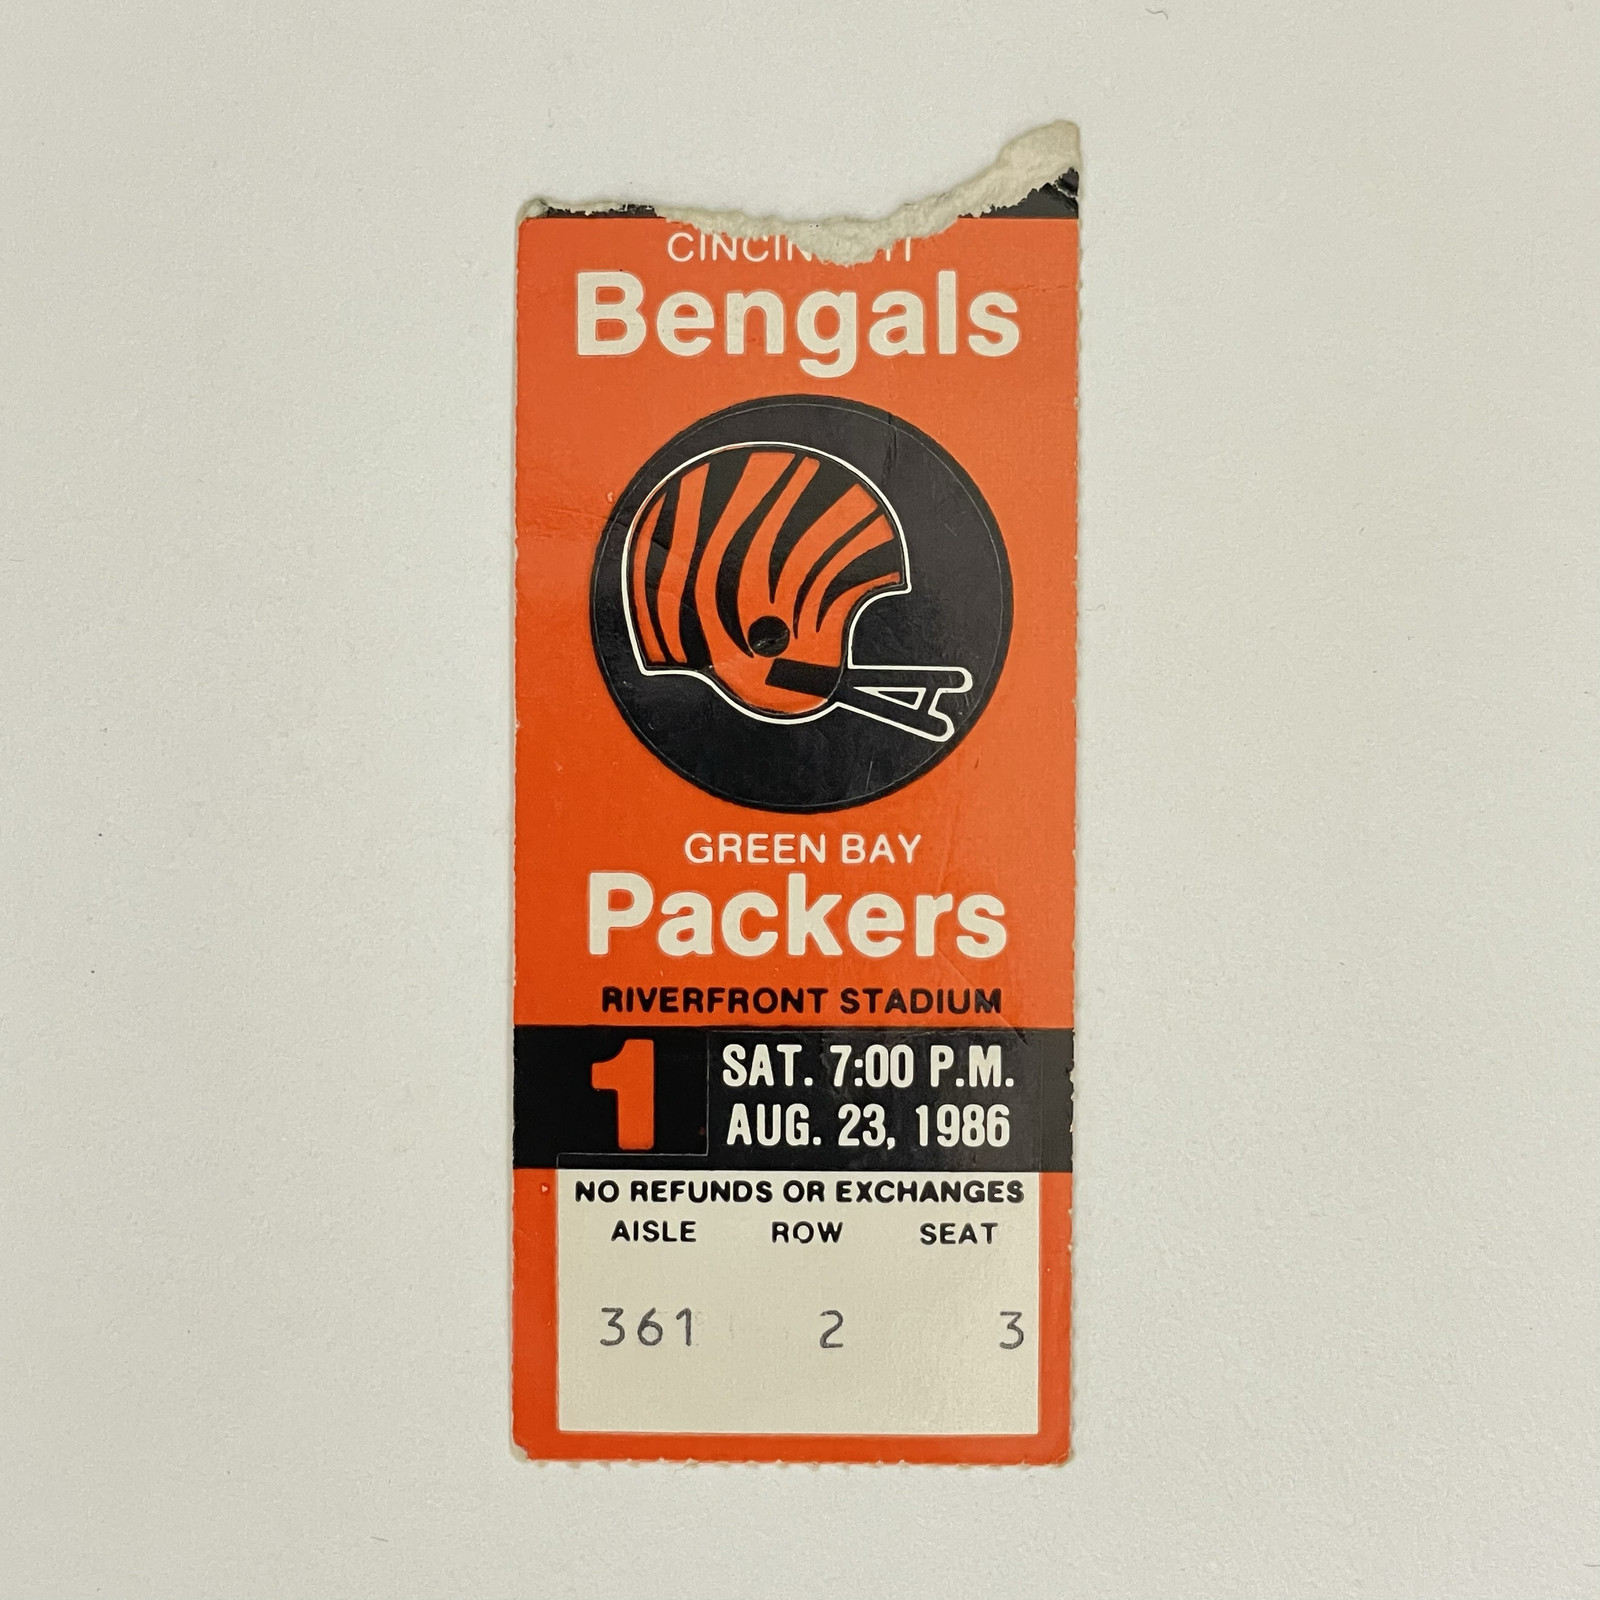 Bengals
GREEN BAY
Packers
RIVERFRONT STADIUM
1 SAT. 7:00 P.M.
AUG. 23, 1986
NO REFUNDS OR EXCHANGES
AISLE ROW SEAT
361 2 3